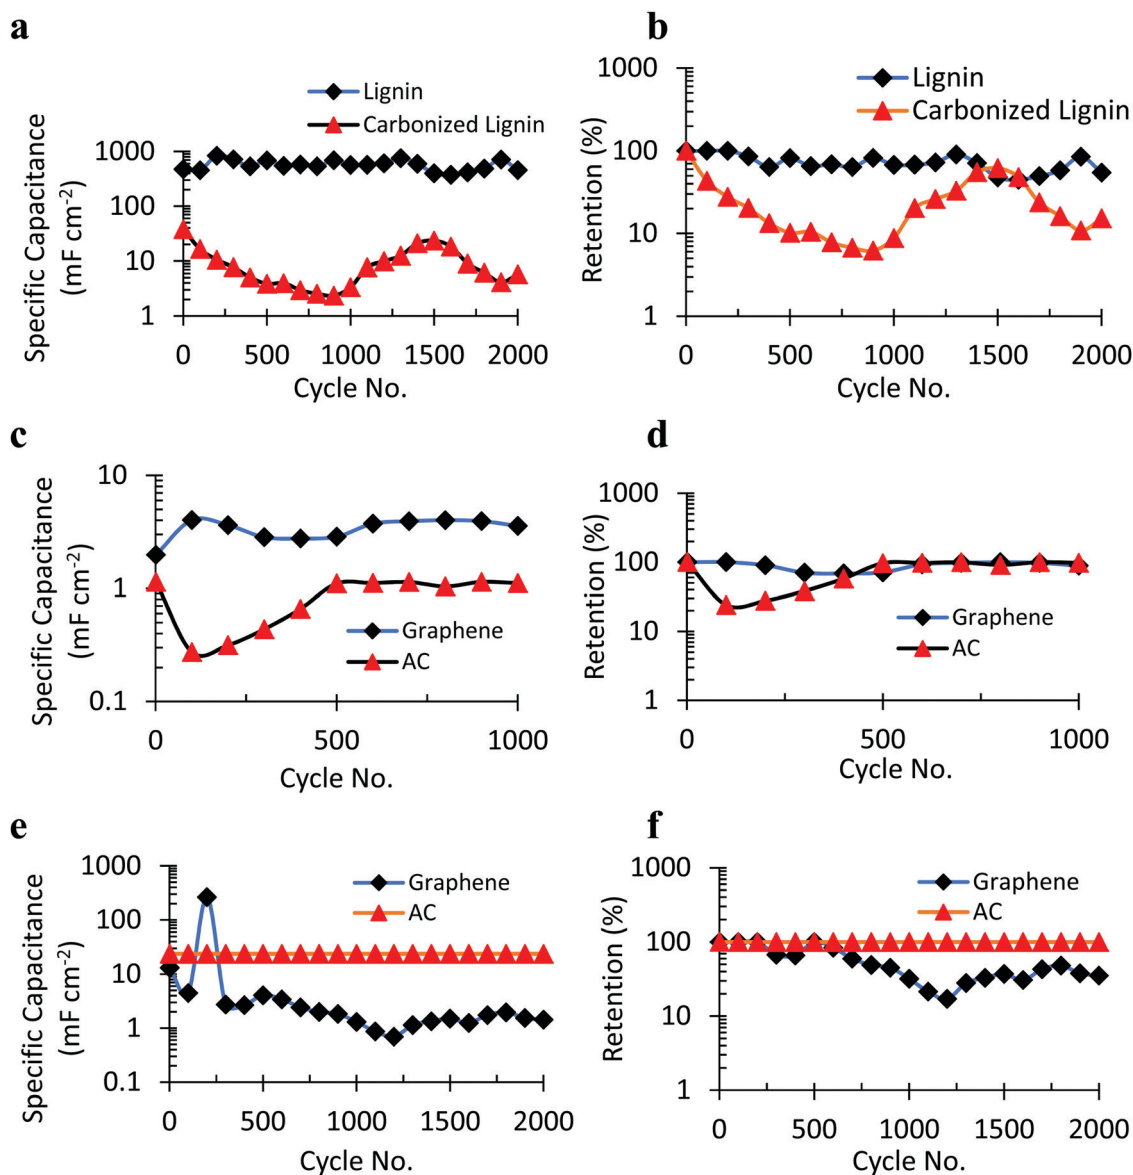 a
Lignin
Carbonized Lignin
Specific Capacitance
(mF cm-2)
1000
100
10
1
0 500 1000 1500 2000
Cycle No.
b
Lignin
Carbonized Lignin
Retention (%)
1000
100
10
1
0 500 1000 1500 2000
Cycle No.
c
Specific Capacitance
(mF cm-2)
10
1
0.1
Graphene
AC
0 500 1000
Cycle No.
d
Retention (%)
1000
100
10
1
Graphene
AC
0 500 1000
Cycle No.
e
Specific Capacitance
(mF cm-2)
1000
100
10
1
0.1
Graphene
AC
0 500 1000 1500 2000
Cycle No.
f
Retention (%)
1000
100
10
1
Graphene
AC
0 500 1000 1500 2000
Cycle No.